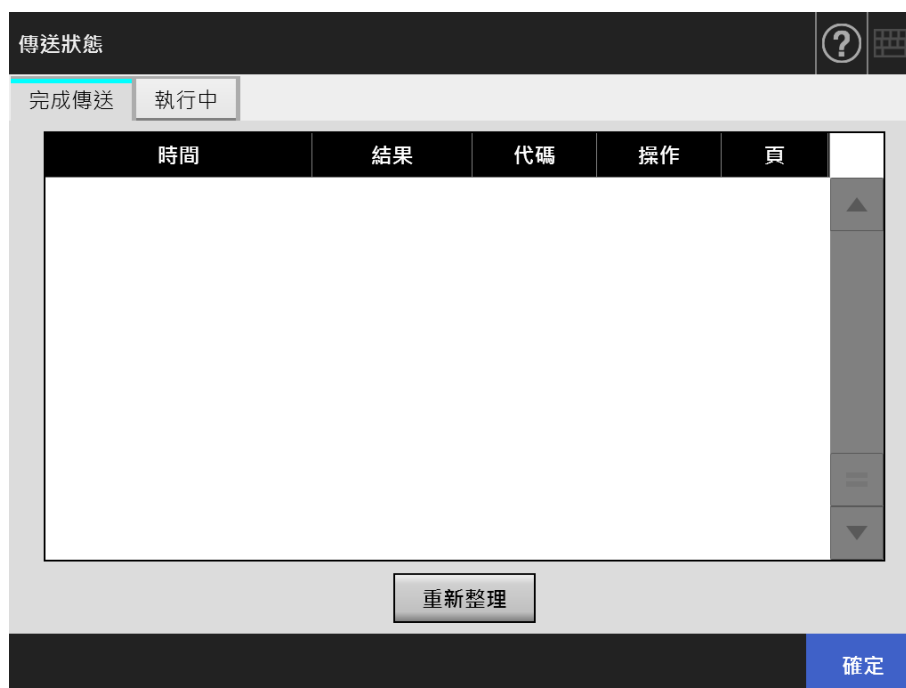 傳送狀態
?
完成傳送 執行中
時間 結果 代碼 操作 頁
重新整理
確定